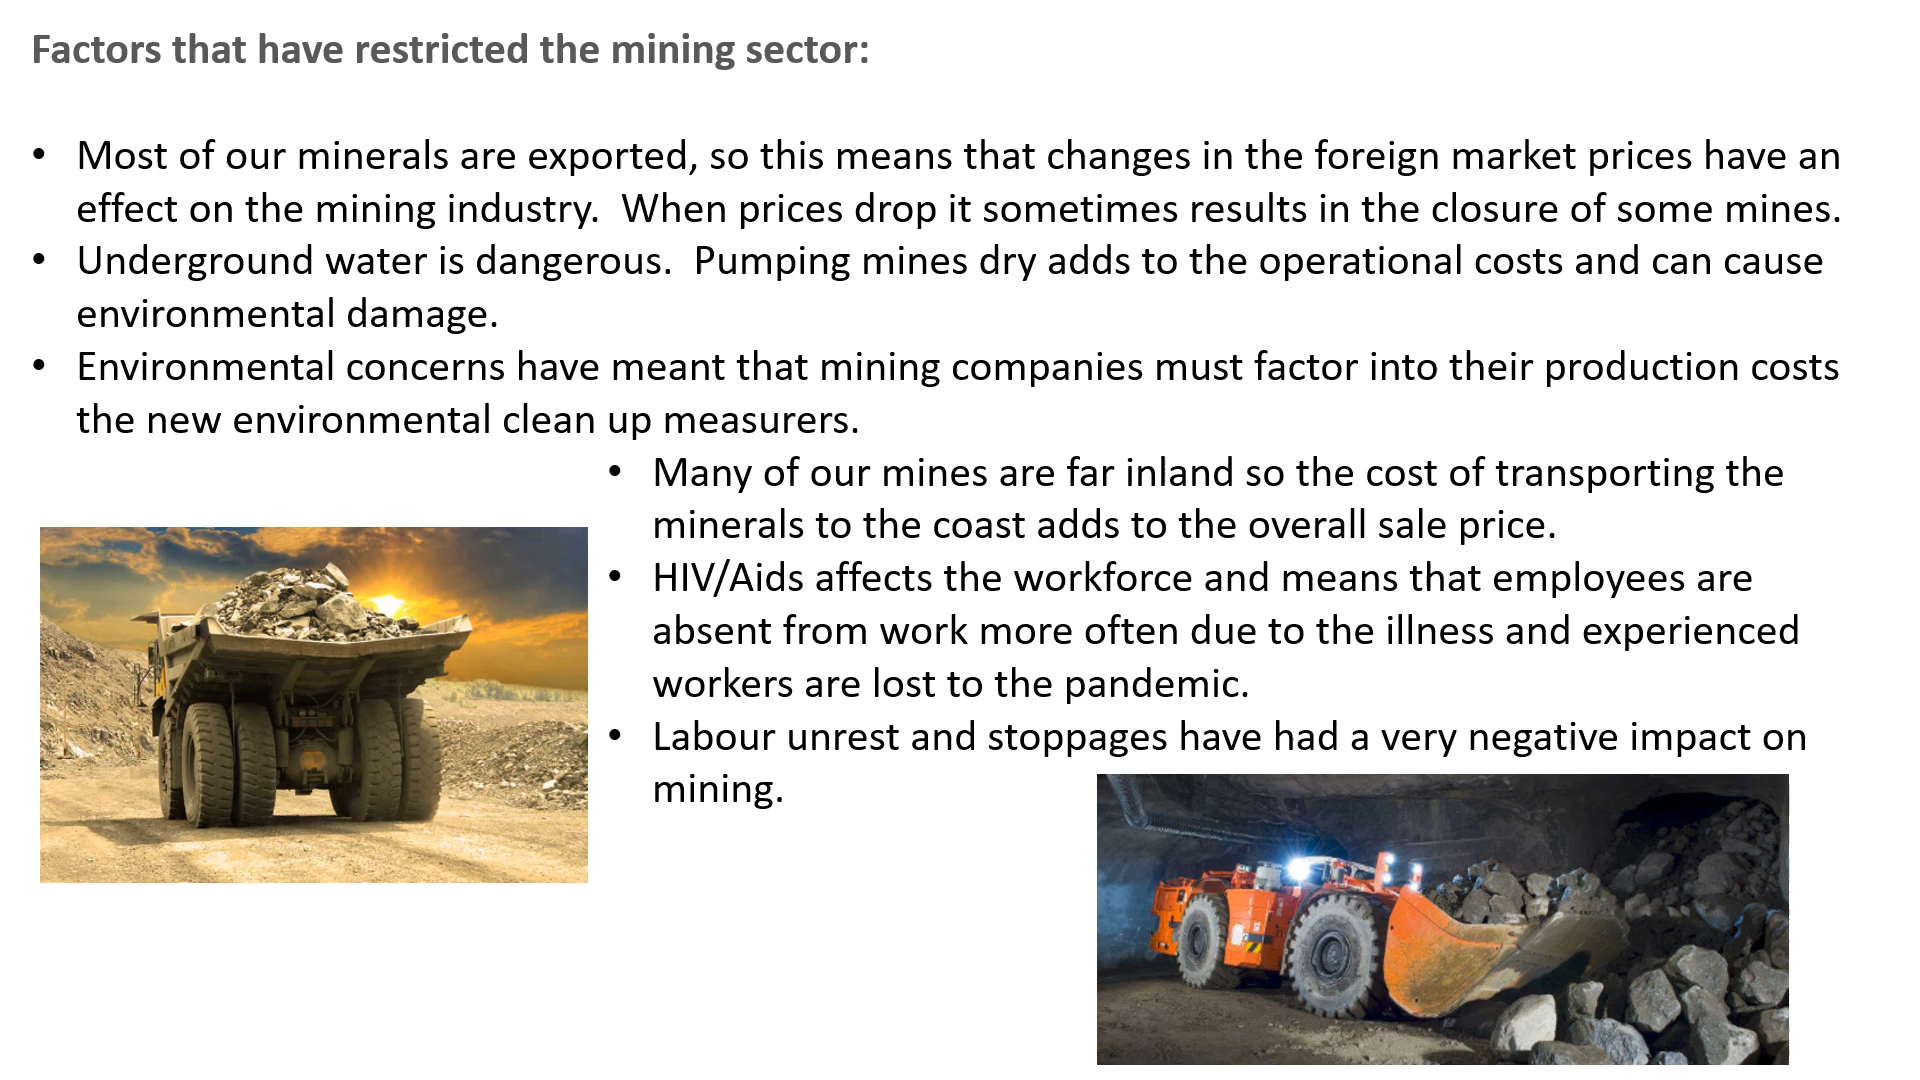 Factors that have restricted the mining sector:
• Most of our minerals are exported, so this means that changes in the foreign market prices have an
effect on the mining industry.  When prices drop it sometimes results in the closure of some mines.
• Underground water is dangerous.  Pumping mines dry adds to the operational costs and can cause
environmental damage.
• Environmental concerns have meant that mining companies must factor into their production costs
the new environmental clean up measurers.
• Many of our mines are far inland so the cost of transporting the
minerals to the coast adds to the overall sale price.
• HIV/Aids affects the workforce and means that employees are
absent from work more often due to the illness and experienced
workers are lost to the pandemic.
• Labour unrest and stoppages have had a very negative impact on
mining.